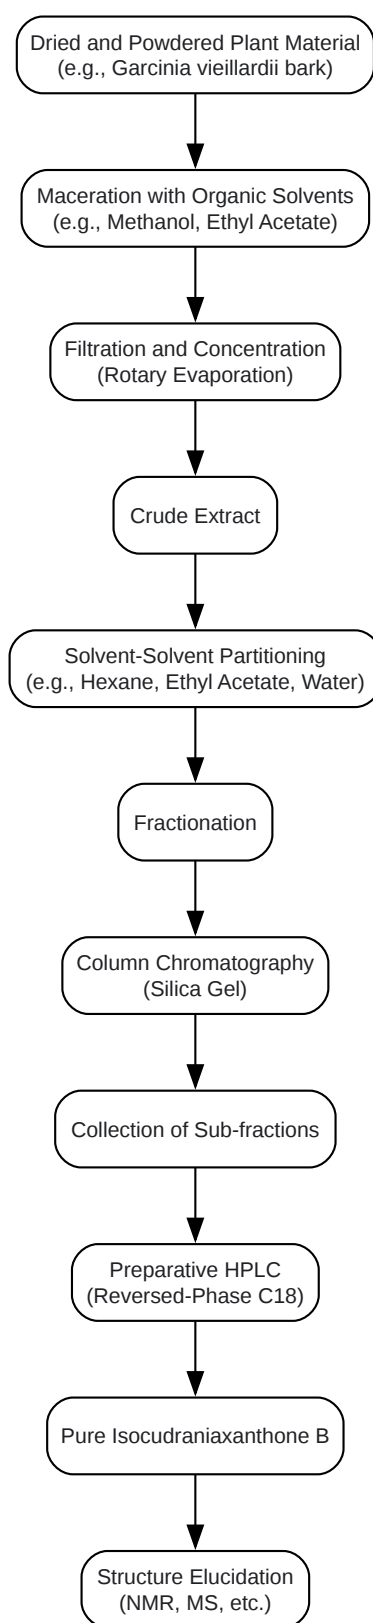 Dried and Powdered Plant Material
(e.g., Garcinia vieillardii bark)
Maceration with Organic Solvents
(e.g., Methanol, Ethyl Acetate)
Filtration and Concentration
(Rotary Evaporation)
Crude Extract
Solvent-Solvent Partitioning
(e.g., Hexane, Ethyl Acetate, Water)
Fractionation
Column Chromatography
(Silica Gel)
Collection of Sub-fractions
Preparative HPLC
(Reversed-Phase C18)
Pure Isocudraniaxanthone B
Structure Elucidation
(NMR, MS, etc.)